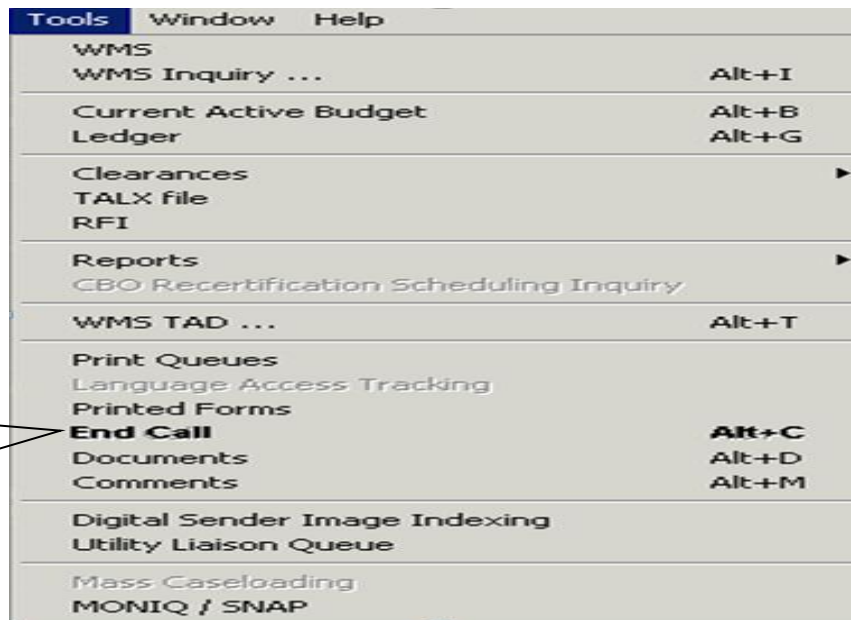 Tools Window Help
WMS
WMS Inquiry ... Alt+I
Current Active Budget Alt+B
Ledger Alt+G
Clearances
TALX file
RFI
Reports
CBO Recertification Scheduling Inquiry
WMS TAD ... Alt+T
Print Queues
Language Access Tracking
Printed Forms
End Call Alt+C
Documents Alt+D
Comments Alt+M
Digital Sender Image Indexing
Utility Liaison Queue
Mass Caseloading
MONIQ / SNAP